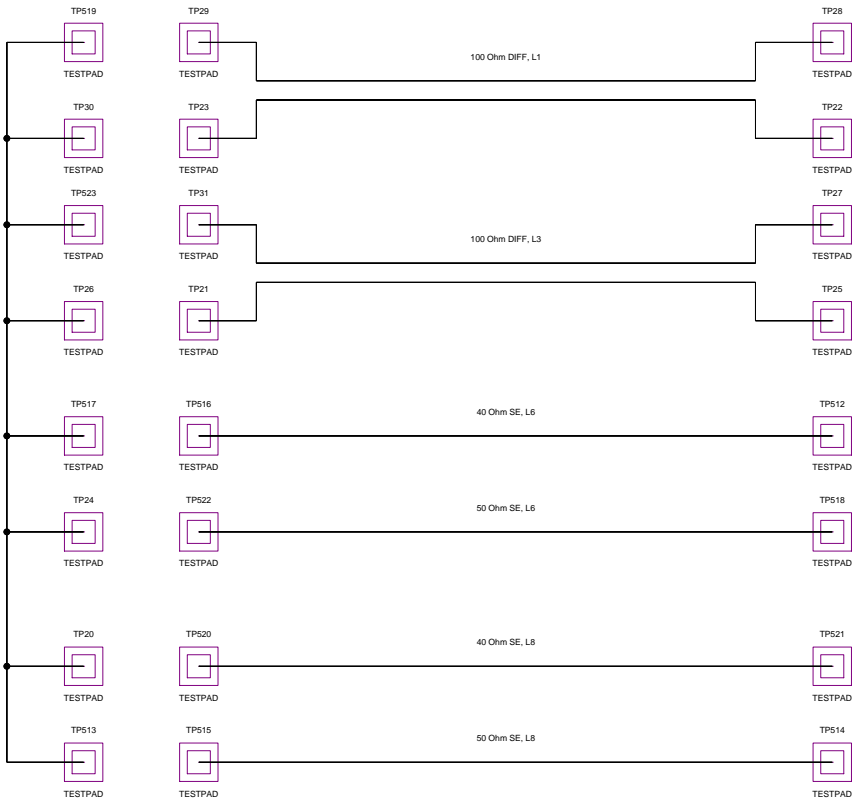 TP519 TP29 TP28
100 Ohm DIFF, L1
TESTPAD TESTPAD TESTPAD
TP30 TP23 TP22
TESTPAD TESTPAD TESTPAD
TP523 TP31 TP27
100 Ohm DIFF, L3
TESTPAD TESTPAD TESTPAD
TP26 TP21 TP25
TESTPAD TESTPAD TESTPAD
TP517 TP516 TP512
40 Ohm SE, L6
TESTPAD TESTPAD TESTPAD
TP24 TP522 TP518
50 Ohm SE, L6
TESTPAD TESTPAD TESTPAD
TP20 TP520 TP521
40 Ohm SE, L8
TESTPAD TESTPAD TESTPAD
TP513 TP515 TP514
50 Ohm SE, L8
TESTPAD TESTPAD TESTPAD